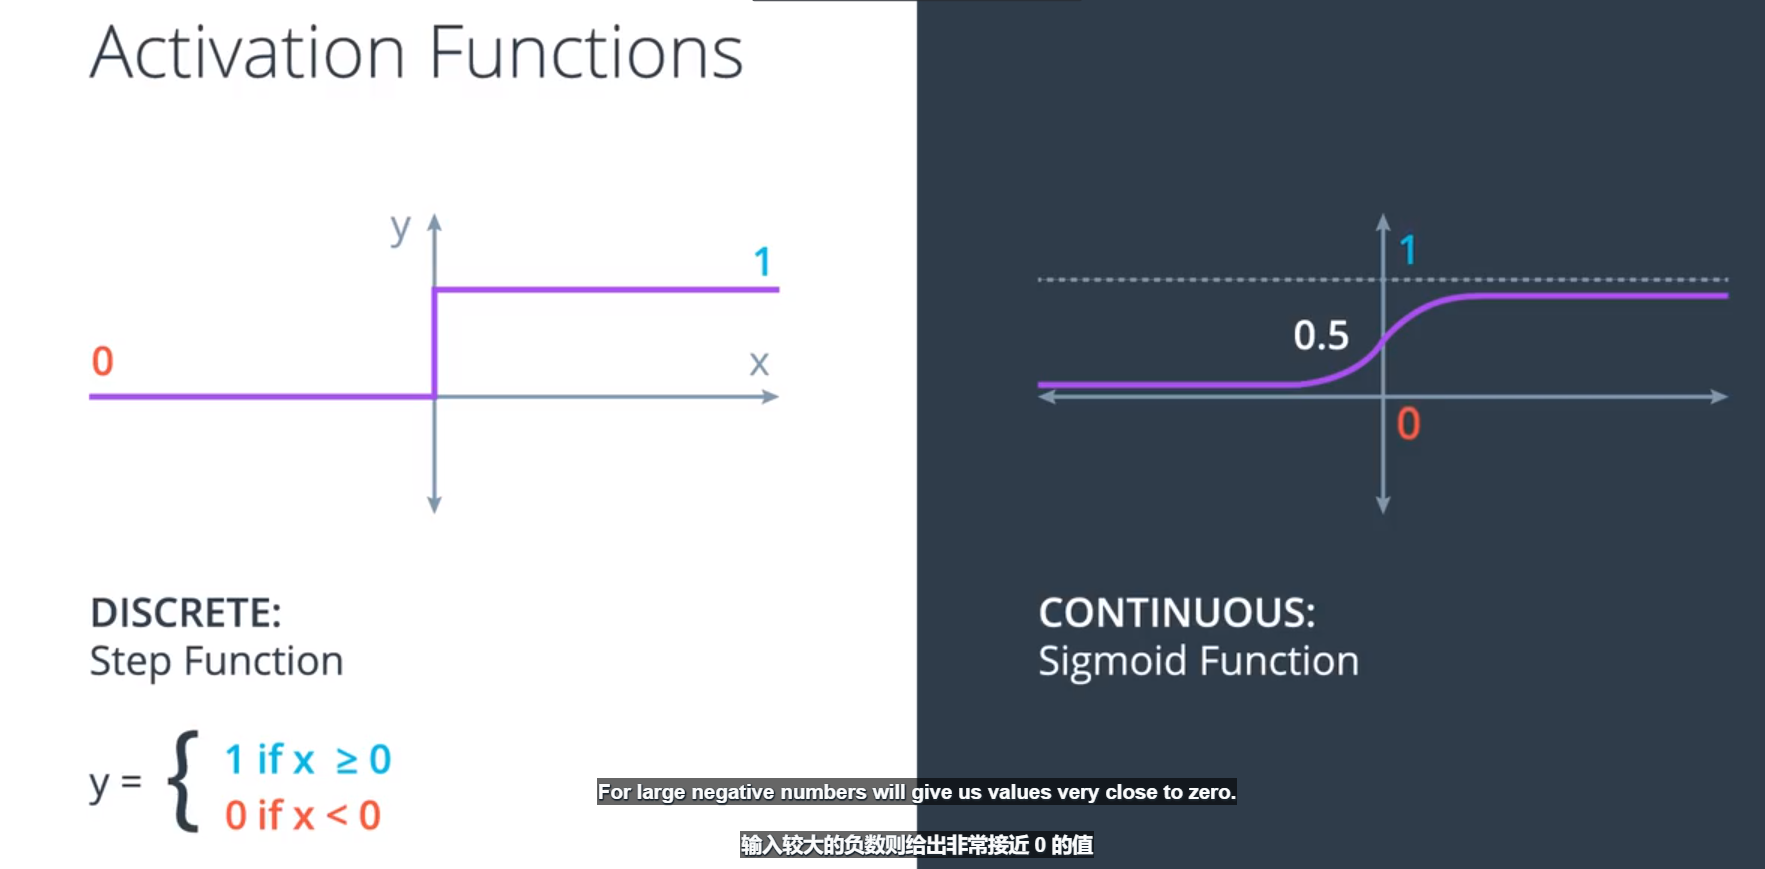 Activation Functions
y
1
0
x
1
0.5
0
DISCRETE:
Step Function
y = { 1 if x ≥ 0
0 if x < 0
CONTINUOUS:
Sigmoid Function
For large negative numbers will give us values very close to zero.
输入较大的负数则给出非常接近 0 的值